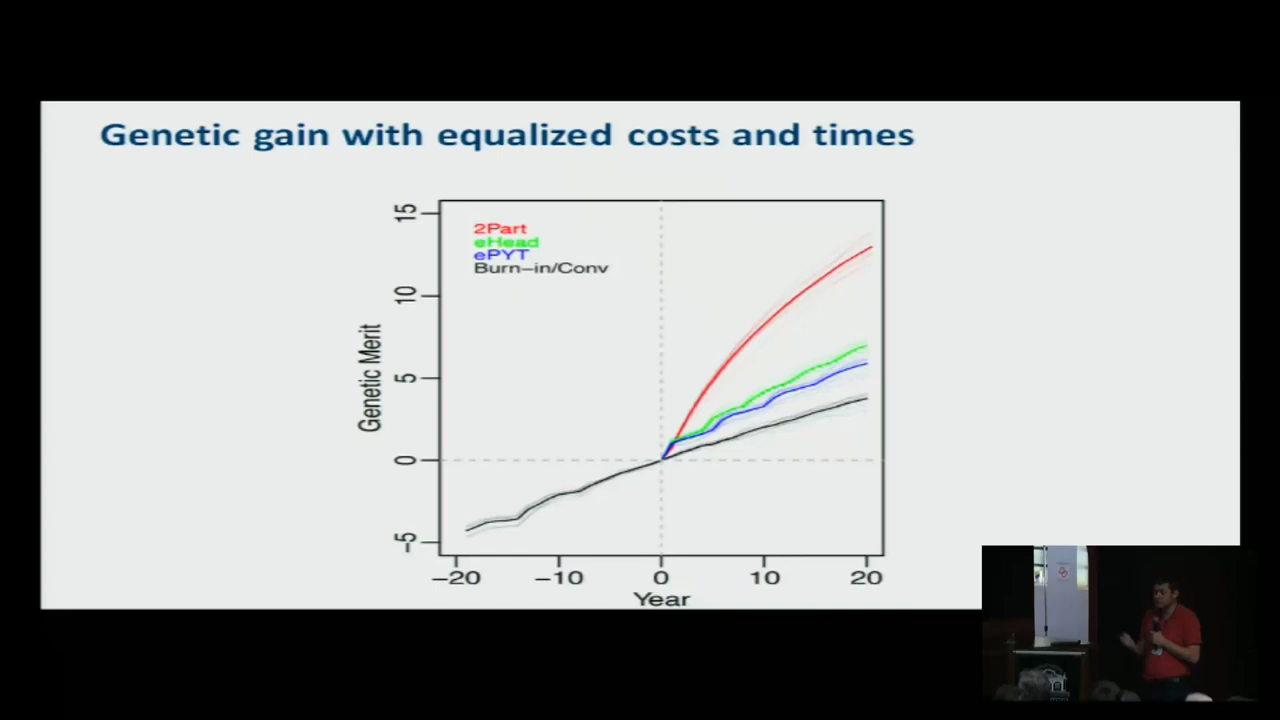 Genetic gain with equalized costs and times
15
10
5
0
−5
Genetic Merit
2Part
eHead
ePYT
Burn−in/Conv
−20 −10 0 10 20
Year